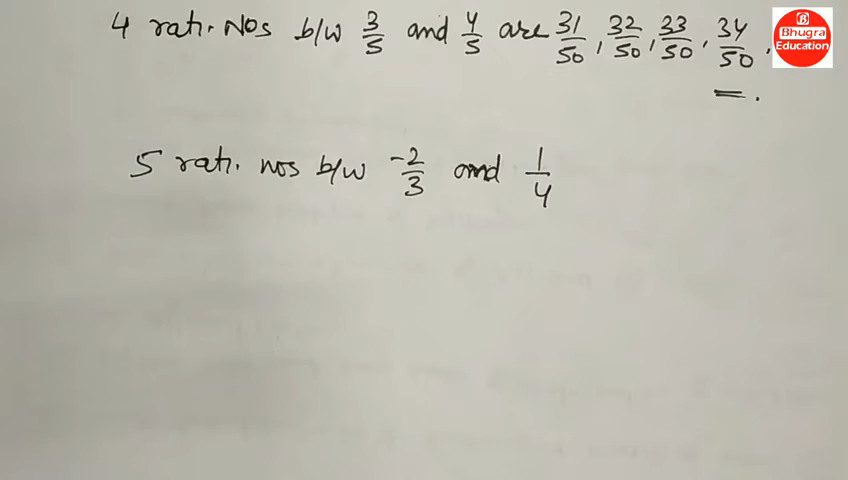 4 rati. Nos b/w 3/5 and 4/5 are 31/50, 32/50, 33/50, 34/50.
5 rati. nos b/w -2/3 and 1/4
B
Bhugra
Education